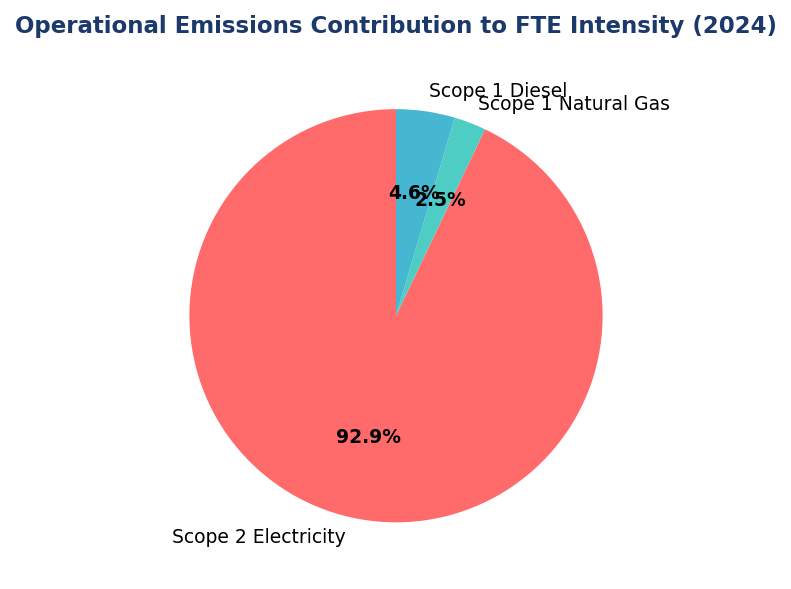 Operational Emissions Contribution to FTE Intensity (2024)
Scope 1 Diesel
Scope 1 Natural Gas
4.6%
2.5%
92.9%
Scope 2 Electricity